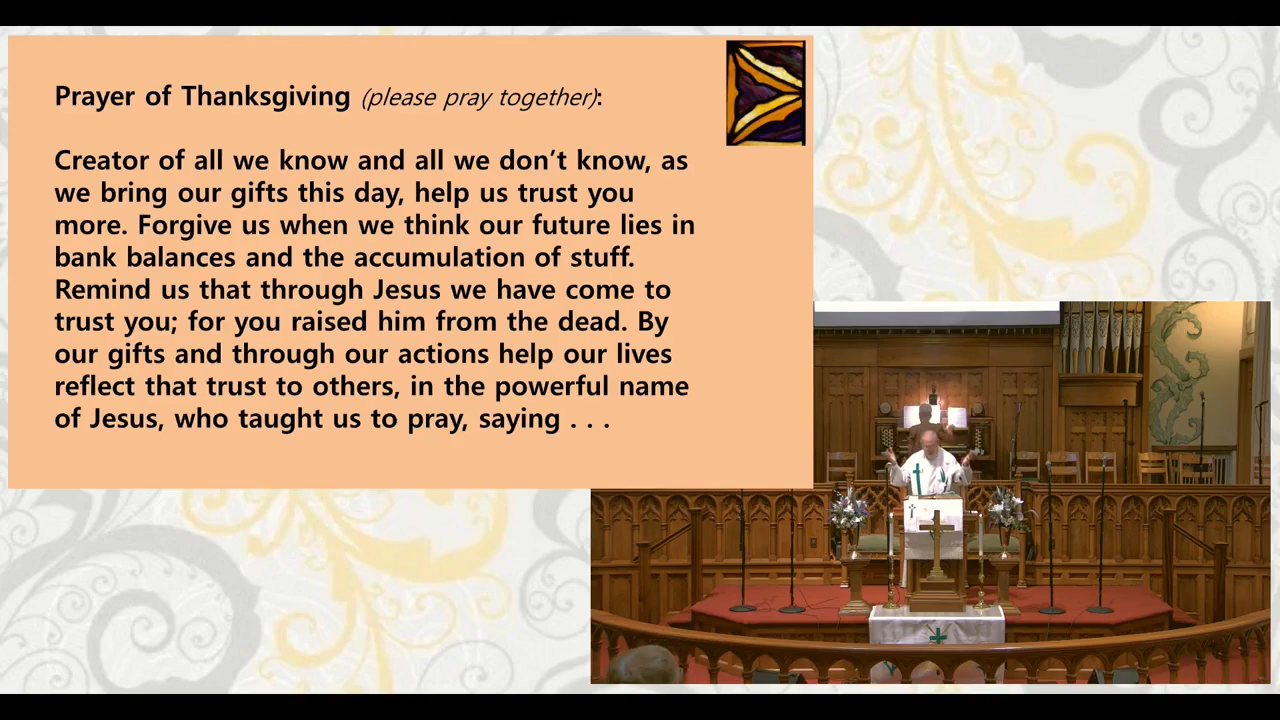 Prayer of Thanksgiving (please pray together):
Creator of all we know and all we don’t know, as
we bring our gifts this day, help us trust you
more. Forgive us when we think our future lies in
bank balances and the accumulation of stuff.
Remind us that through Jesus we have come to
trust you; for you raised him from the dead. By
our gifts and through our actions help our lives
reflect that trust to others, in the powerful name
of Jesus, who taught us to pray, saying . . .